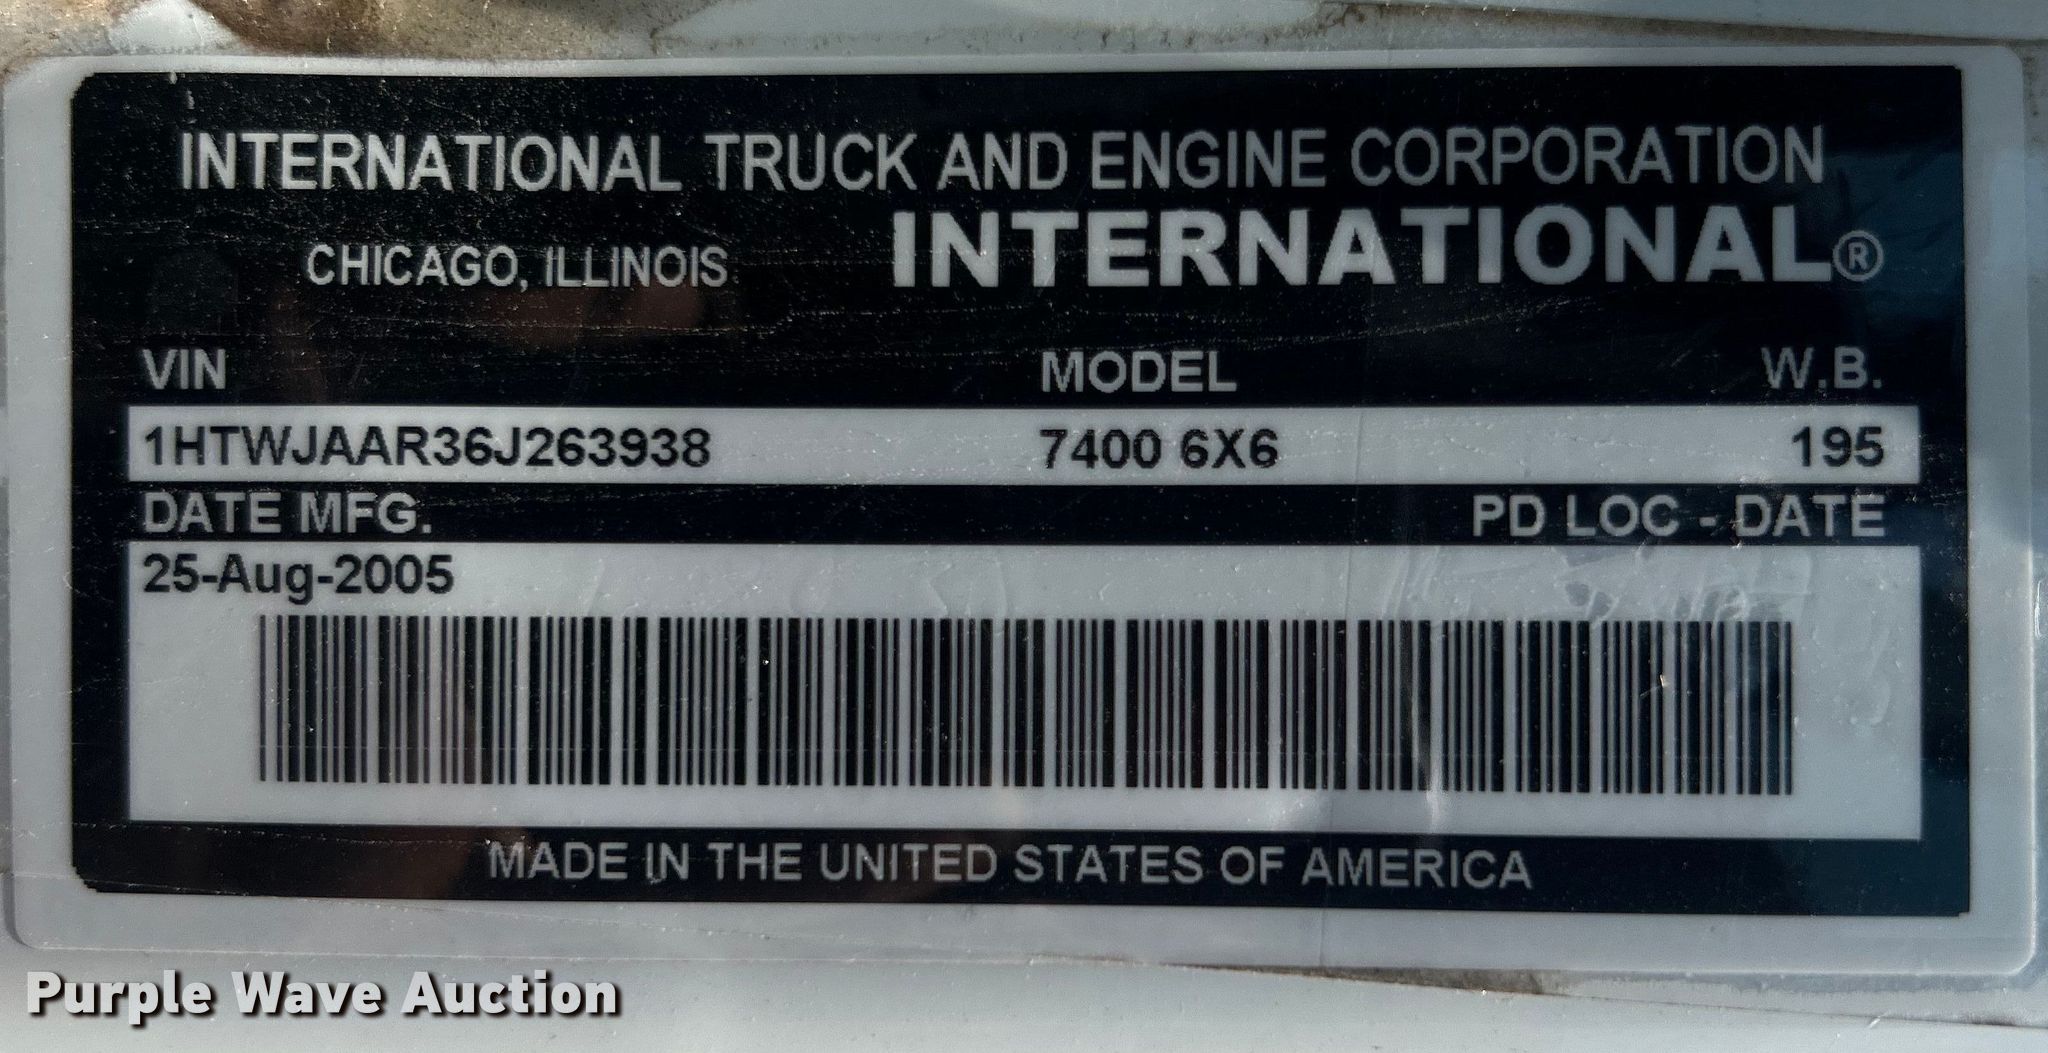 INTERNATIONAL TRUCK AND ENGINE CORPORATION
CHICAGO, ILLINOIS INTERNATIONAL®
VIN MODEL W.B.
1HTWJAAR36J263938 7400 6X6 195
DATE MFG. PD LOC - DATE
25-Aug-2005
MADE IN THE UNITED STATES OF AMERICA
Purple Wave Auction